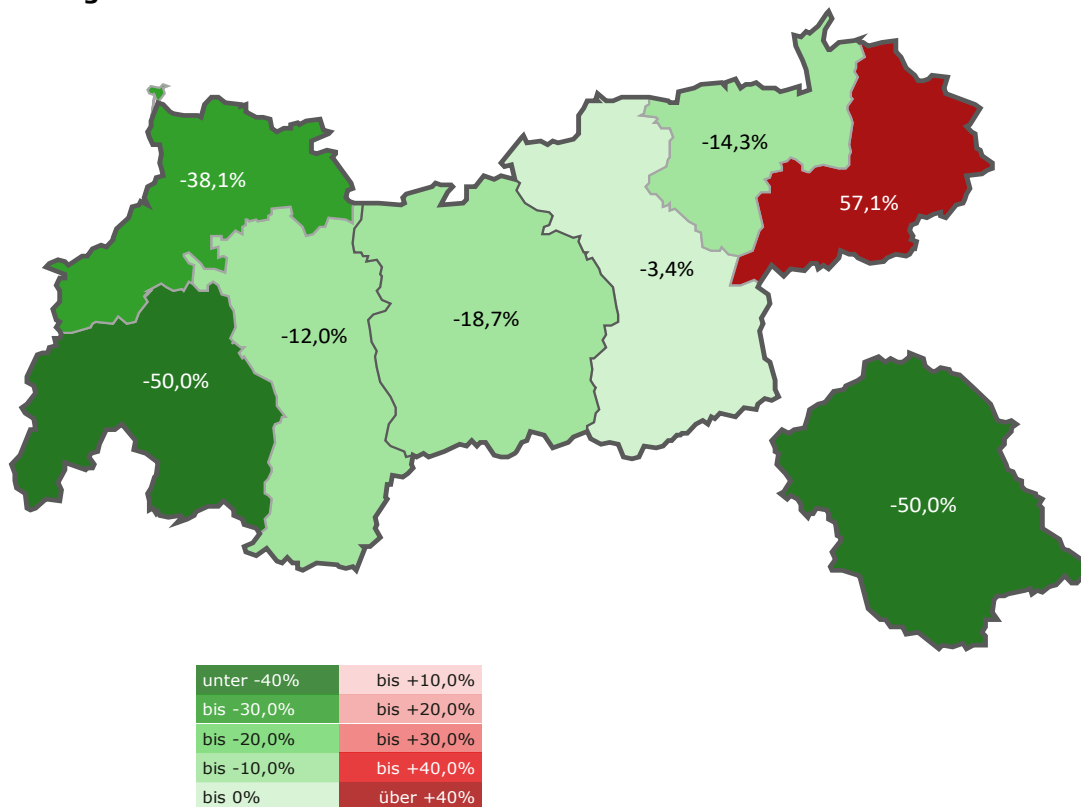 -14,3%
-38,1%
57,1%
-3,4%
-18,7%
-12,0%
-50,0%
-50,0%
unter -40% bis +10,0%
bis -30,0% bis +20,0%
bis -20,0% bis +30,0%
bis -10,0% bis +40,0%
bis 0% über +40%